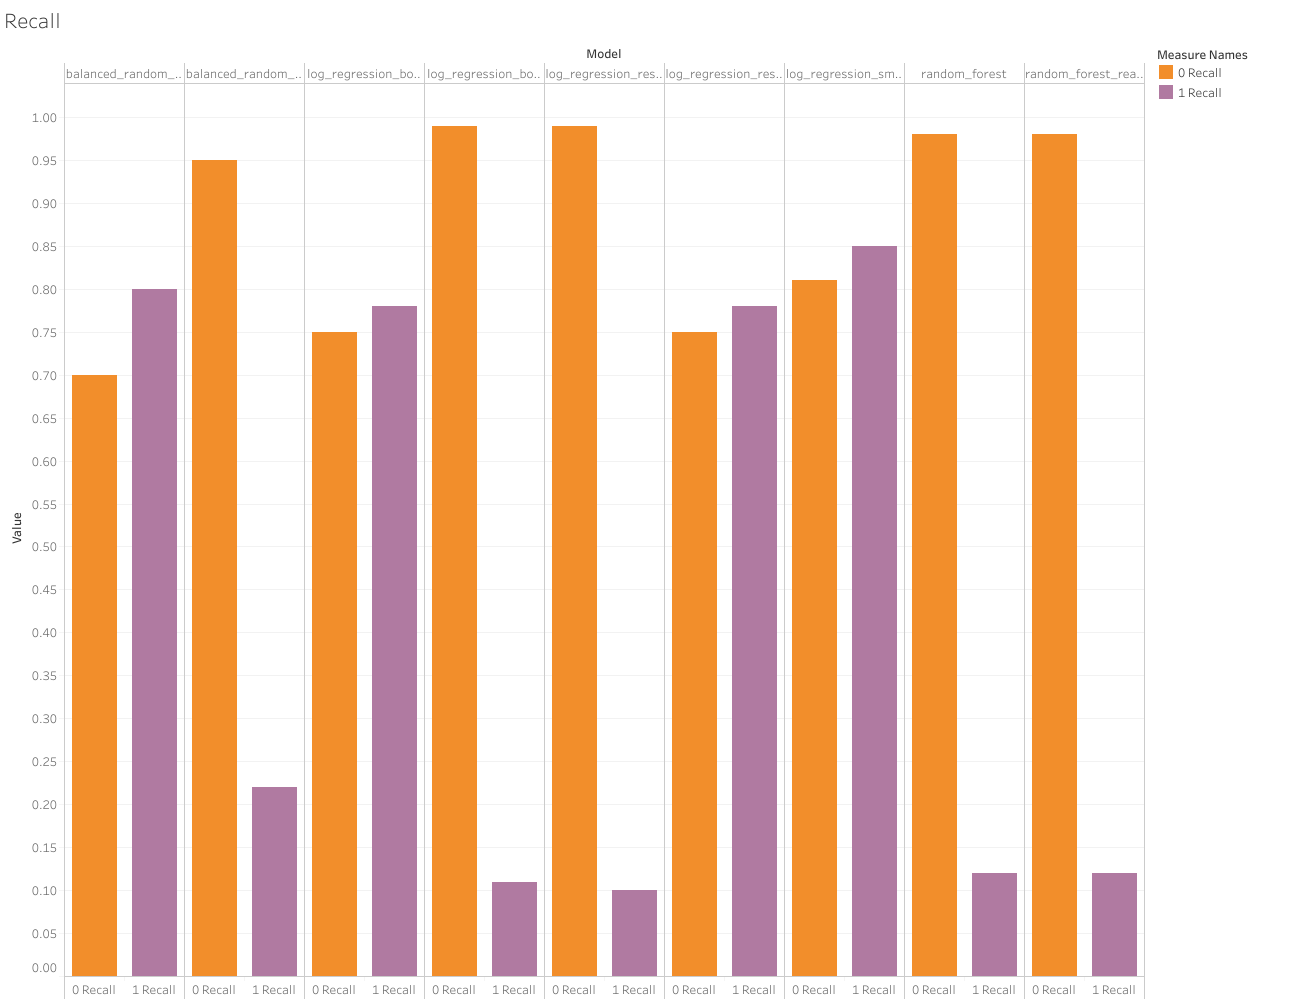 Recall
Model
Measure Names
balanced_random_.. balanced_random_.. log_regression_bo.. log_regression_bo.. log_regression_res.. log_regression_res.. log_regression_sm.. random_forest random_forest_rea..
0 Recall
1 Recall
1.00
0.95
0.90
0.85
0.80
0.75
0.70
0.65
0.60
0.55
0.50
0.45
0.40
0.35
0.30
0.25
0.20
0.15
0.10
0.05
0.00
Value
0 Recall 1 Recall 0 Recall 1 Recall 0 Recall 1 Recall 0 Recall 1 Recall 0 Recall 1 Recall 0 Recall 1 Recall 0 Recall 1 Recall 0 Recall 1 Recall 0 Recall 1 Recall